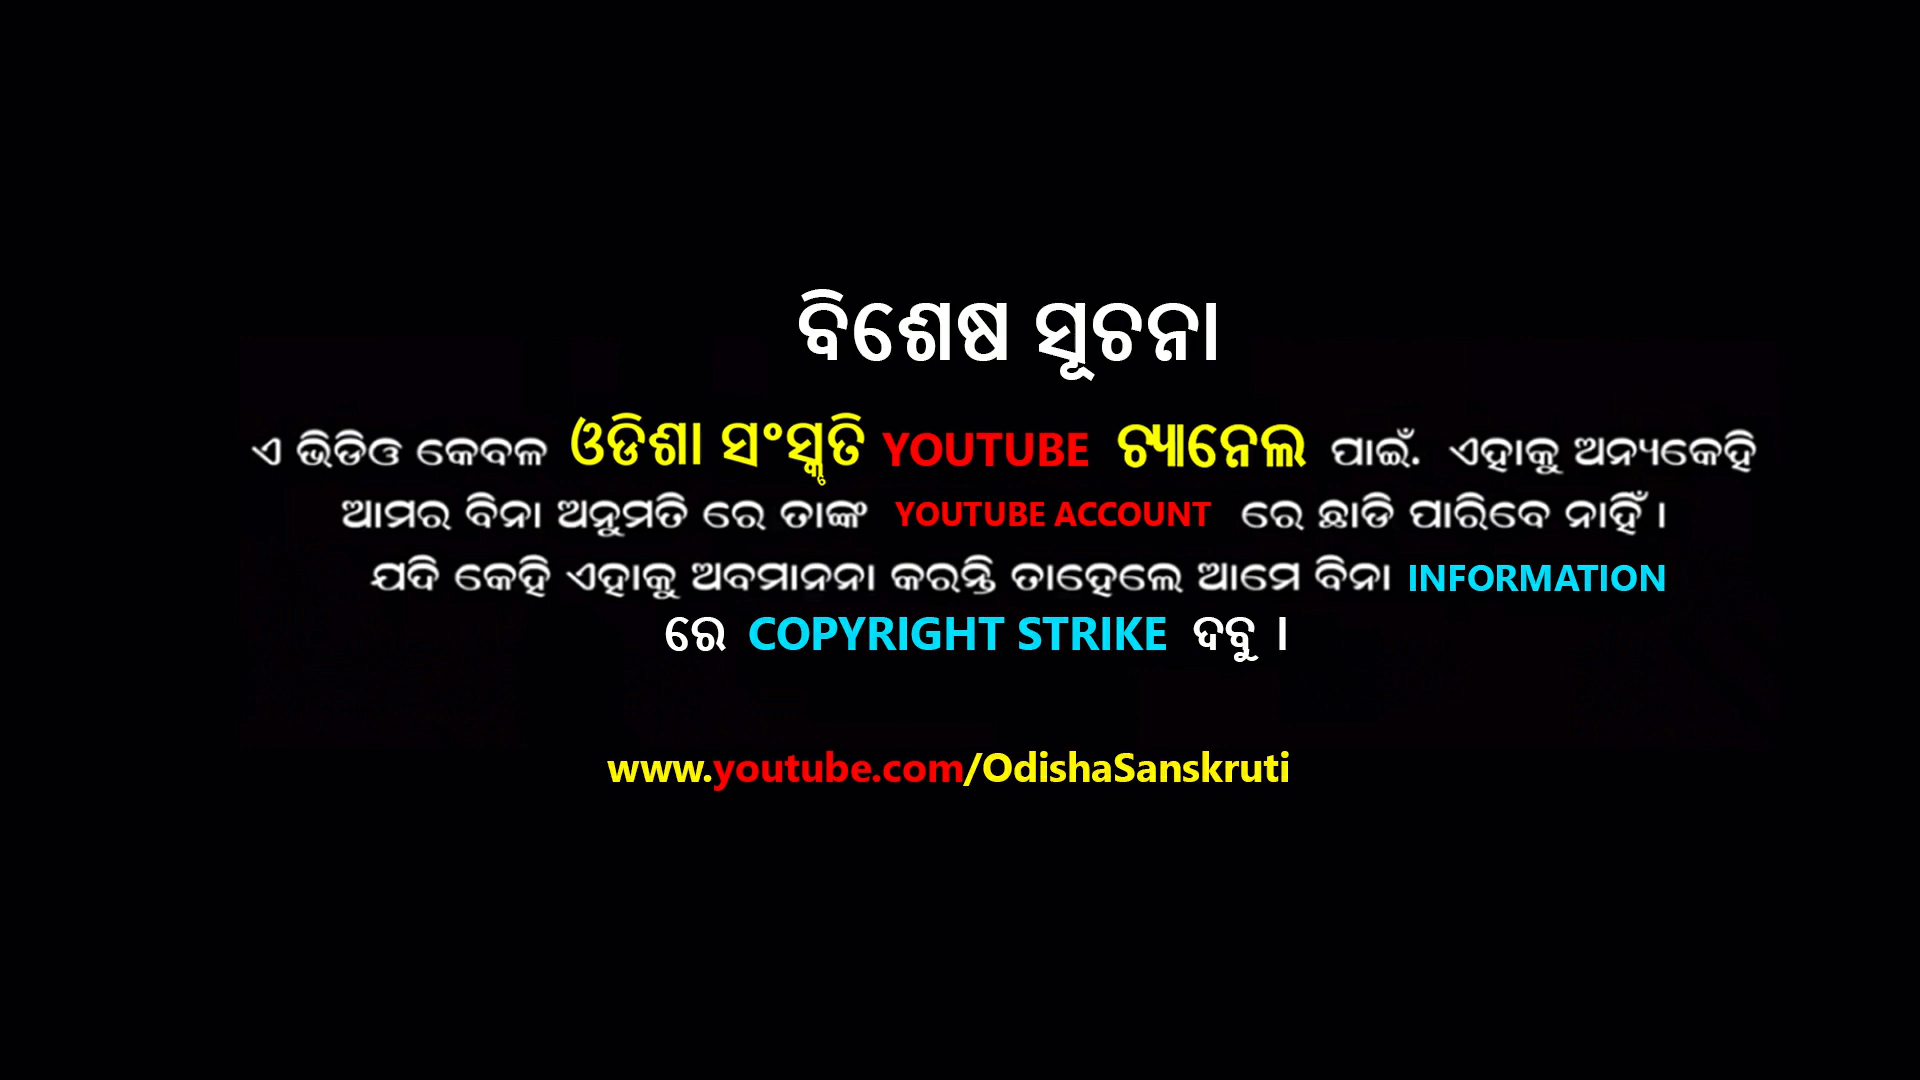 ବିଶେଷ ସୂଚନା
ଏ ଭିଡିଓ କେବଳ ଓଡିଶା ସଂସ୍କୃତି YOUTUBE ଚ୍ୟାନେଲ ପାଇଁ. ଏହାକୁ ଅନ୍ୟକେହି
ଆମର ବିନା ଅନୁମତି ରେ ତାଙ୍କ YOUTUBE ACCOUNT ରେ ଛାଡି ପାରିବେ ନାହିଁ ।
ଯଦି କେହି ଏହାକୁ ଅବମାନନା କରନ୍ତି ତାହେଲେ ଆମେ ବିନା INFORMATION
ରେ COPYRIGHT STRIKE ଦବୁ ।
www.youtube.com/OdishaSanskruti